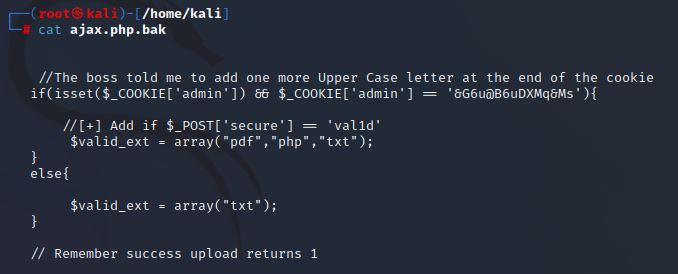 ┌──(root㉿kali)-[/home/kali]
└─# cat ajax.php.bak
//The boss told me to add one more Upper Case letter at the end of the cookie
if(isset($_COOKIE['admin']) && $_COOKIE['admin'] == '&G6u@B6uDXMq&Ms'){
//[+] Add if $_POST['secure'] == 'val1d'
$valid_ext = array("pdf","php","txt");
}
else{
$valid_ext = array("txt");
}
// Remember success upload returns 1